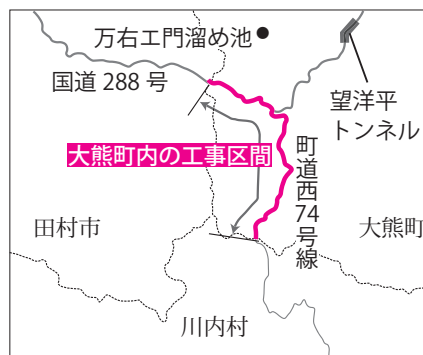 万右エ門溜め池
国道 288 号
望洋平
トンネル
大熊町内の工事区間
町道西74号線
田村市
大熊町
川内村